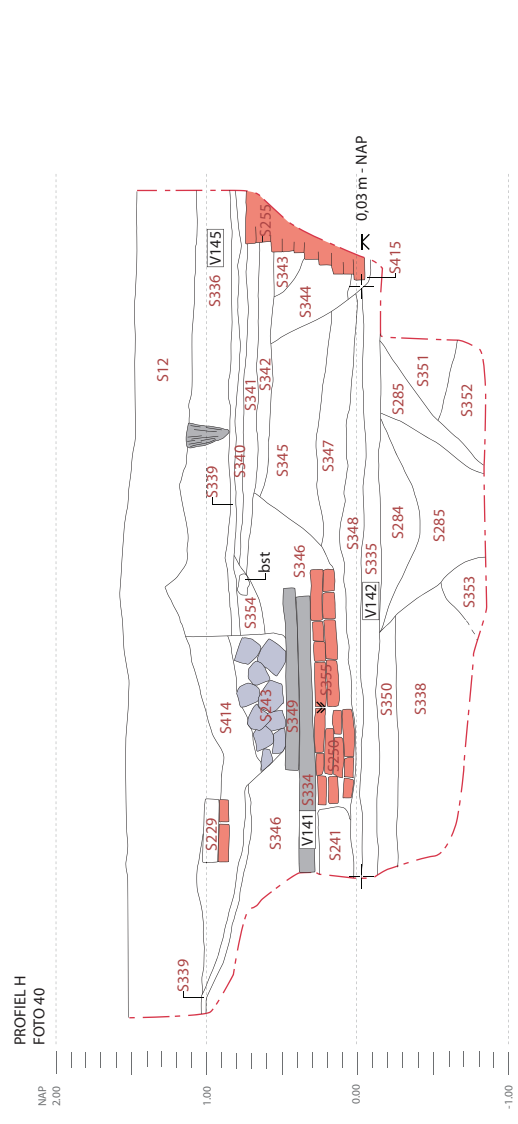 PROFIEL H
FOTO 40
NAP
2.00
1.00
0.00
-1.00
S12
S336
V145
S255
S343
S344
0,03 m - NAP
S415
S351
S352
S285
S342
S341
S340
S339
S345
S347
S348
S335
S284
S285
S353
V142
S346
bst
S354
S414
S243
S349
S355
S250
S334
V141
S241
S346
S229
S350
S338
S339